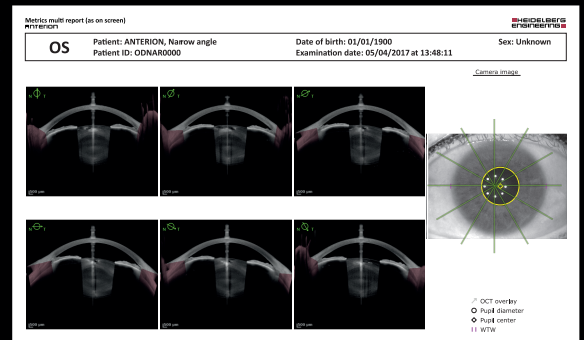 Metrics multi report (as on screen)
ANTERION
HEIDELBERG
ENGINEERING
OS
Patient: ANTERION, Narow angle
Patient ID: ODNAR0000
Date of birth: 01/01/1900
Examination date: 05/04/2017 at 13:48:11
Sex: Unknown
Camera image
N T
N T
N T
N T
N T
N T
OCT overlay
Pupil diameter
Pupil center
WTW